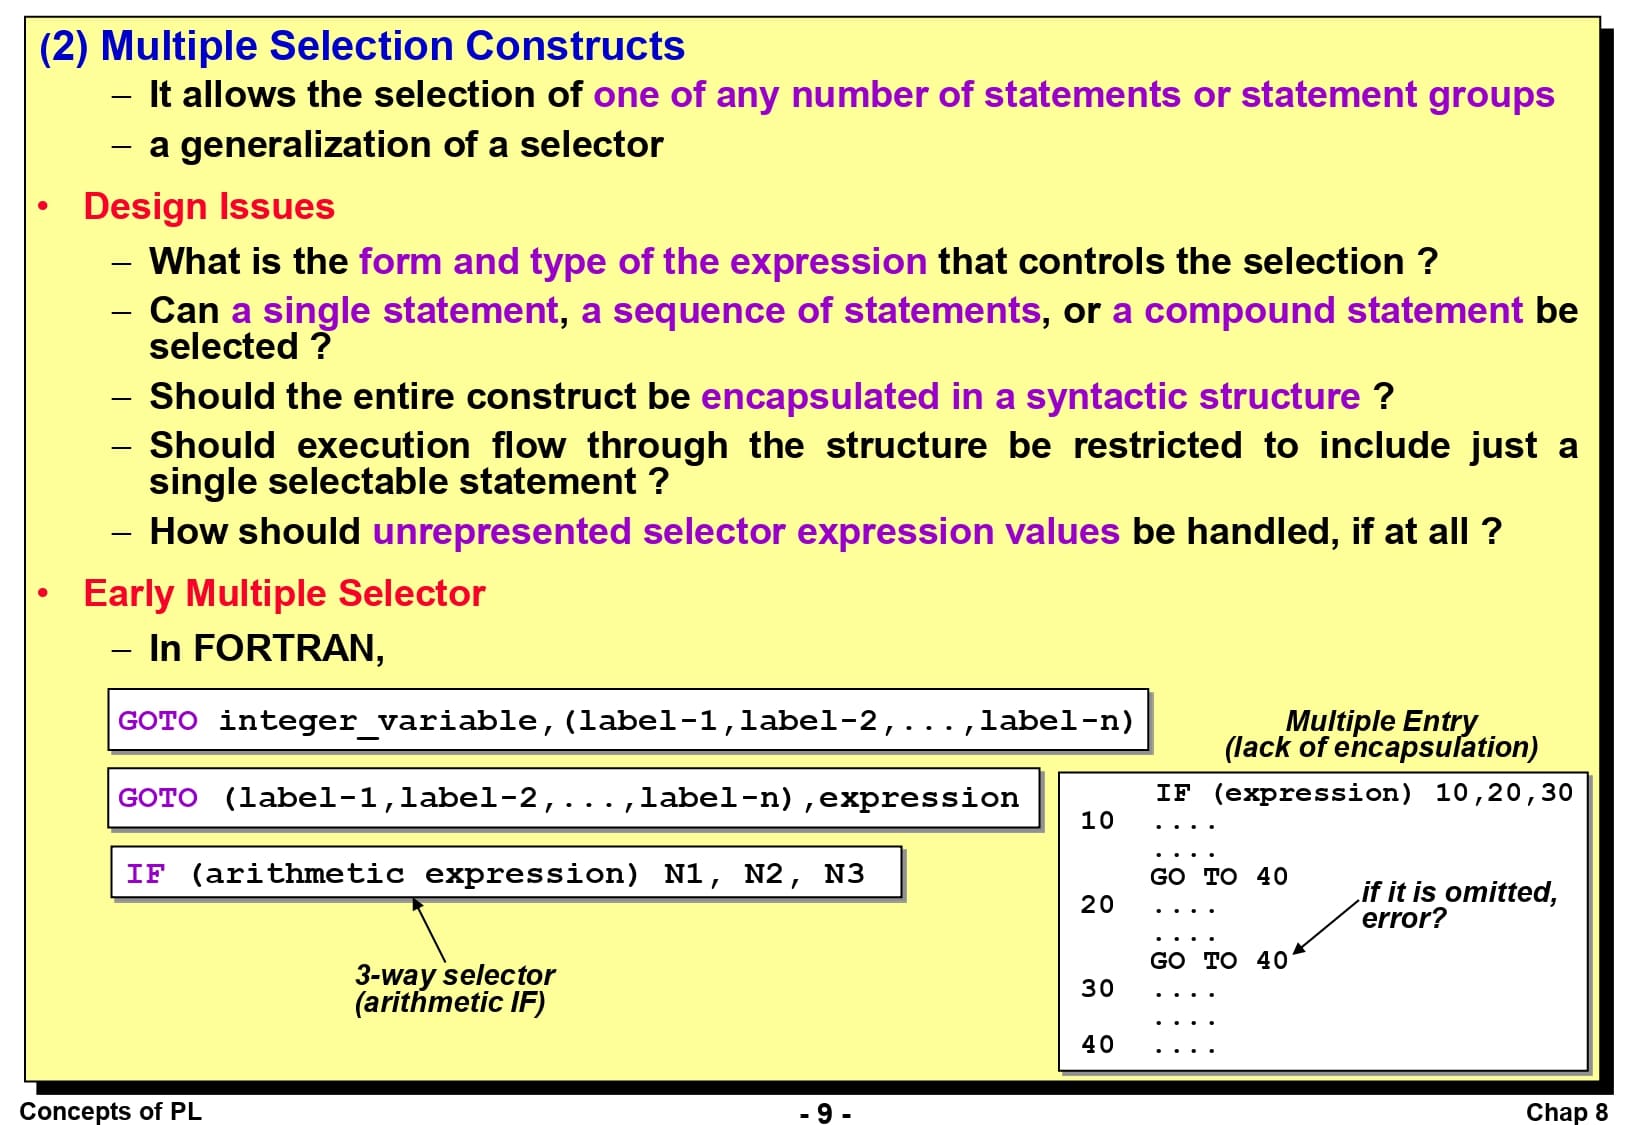 (2) Multiple Selection Constructs
– It allows the selection of one of any number of statements or statement groups
– a generalization of a selector
• Design Issues
– What is the form and type of the expression that controls the selection ?
– Can a single statement, a sequence of statements, or a compound statement be
selected ?
– Should the entire construct be encapsulated in a syntactic structure ?
– Should execution flow through the structure be restricted to include just a
single selectable statement ?
– How should unrepresented selector expression values be handled, if at all ?
• Early Multiple Selector
– In FORTRAN,
GOTO integer_variable,(label-1,label-2,...,label-n)
GOTO (label-1,label-2,...,label-n),expression
IF (arithmetic expression) N1, N2, N3
3-way selector
(arithmetic IF)
Multiple Entry
(lack of encapsulation)
IF (expression) 10,20,30
10 ....
....
GO TO 40
20 ....
....
GO TO 40
30 ....
....
40 ....
if it is omitted,
error?
Concepts of PL
- 9 -
Chap 8